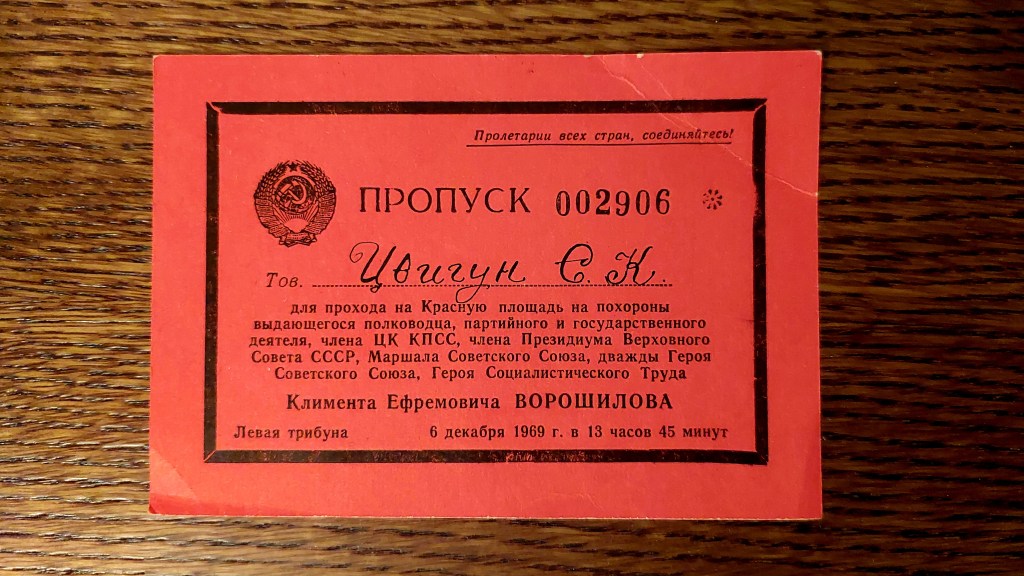 Пролетарии всех стран, соединяйтесь!
ПРОПУСК 002906
Тов. Цвигун С. К.
для прохода на Красную площадь на похороны
выдающегося полководца, партийного и государственного
деятеля, члена ЦК КПСС, члена Президиума Верховного
Совета СССР, Маршала Советского Союза, дважды Героя
Советского Союза, Героя Социалистического Труда
Климента Ефремовича ВОРОШИЛОВА
Левая трибуна 6 декабря 1969 г. в 13 часов 45 минут